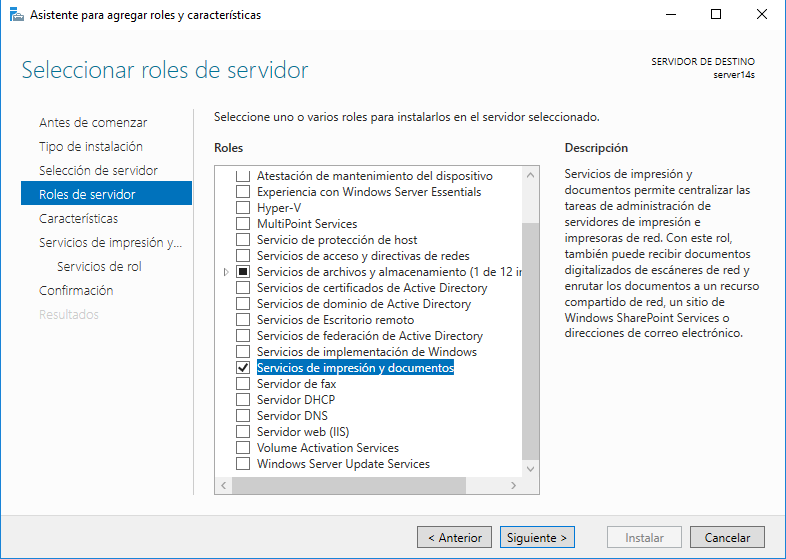 Asistente para agregar roles y características
Seleccionar roles de servidor
SERVIDOR DE DESTINO
server14s
Antes de comenzar
Tipo de instalación
Selección de servidor
Roles de servidor
Características
Servicios de impresión y...
Servicios de rol
Confirmación
Resultados
Seleccione uno o varios roles para instalarlos en el servidor seleccionado.
Roles
Atestación de mantenimiento del dispositivo
Experiencia con Windows Server Essentials
Hyper-V
MultiPoint Services
Servicio de protección de host
Servicios de acceso y directivas de redes
Servicios de archivos y almacenamiento (1 de 12 in
Servicios de certificados de Active Directory
Servicios de dominio de Active Directory
Servicios de Escritorio remoto
Servicios de federación de Active Directory
Servicios de implementación de Windows
Servicios de impresión y documentos
Servidor de fax
Servidor DHCP
Servidor DNS
Servidor web (IIS)
Volume Activation Services
Windows Server Update Services
Descripción
Servicios de impresión y
documentos permite centralizar las
tareas de administración de
servidores de impresión e
impresoras de red. Con este rol,
también puede recibir documentos
digitalizados de escáneres de red y
enrutar los documentos a un recurso
compartido de red, un sitio de
Windows SharePoint Services o
direcciones de correo electrónico.
< Anterior
Siguiente >
Instalar
Cancelar